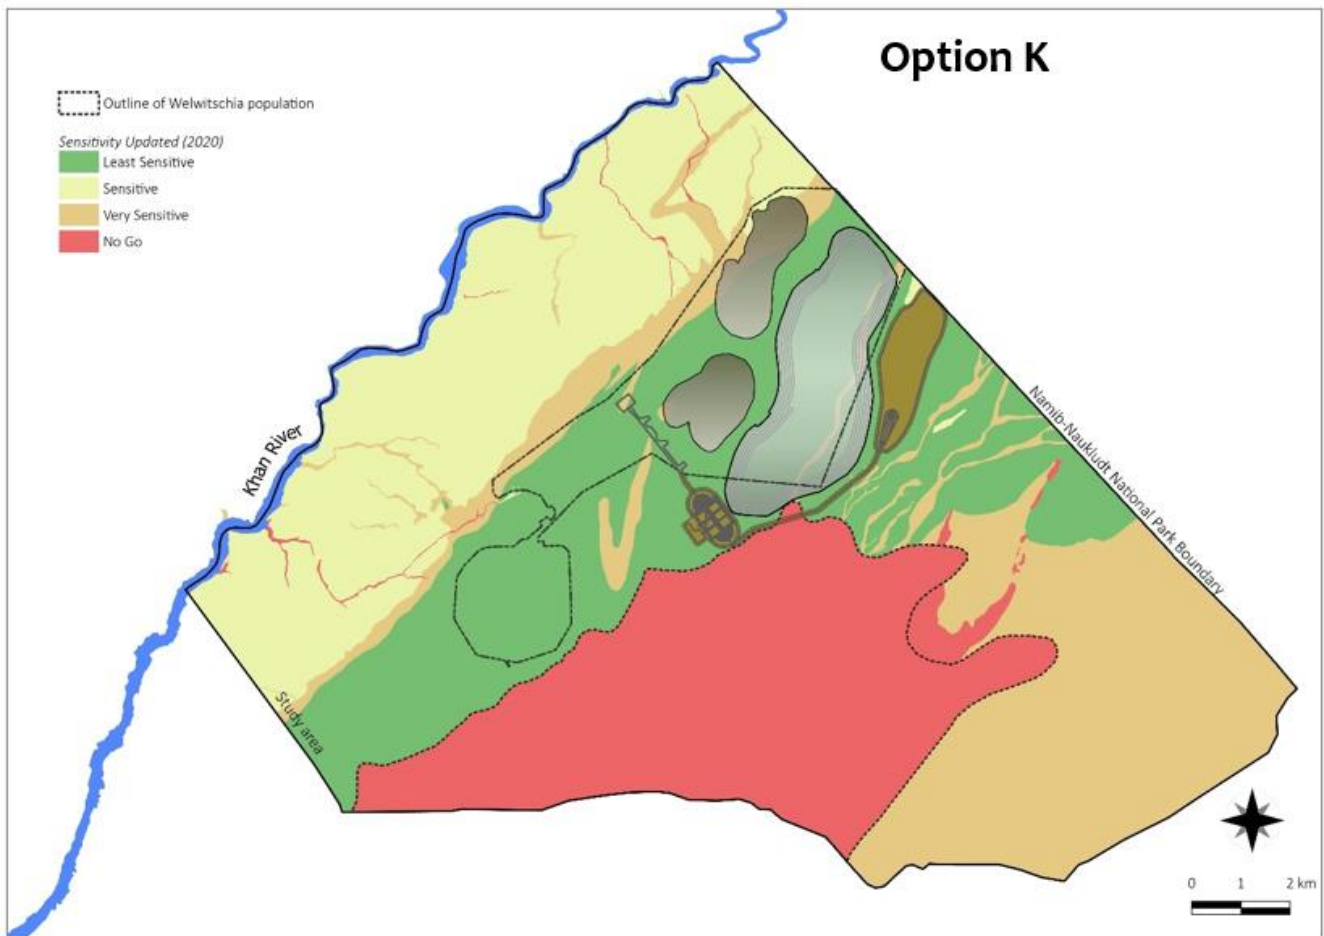 Option K
Outline of Welwitschia population
Sensitivity Updated (2020)
Least Sensitive
Sensitive
Very Sensitive
No Go
Khan River
Namib-Naukludt National Park Boundary
Study area
0 1 2 km